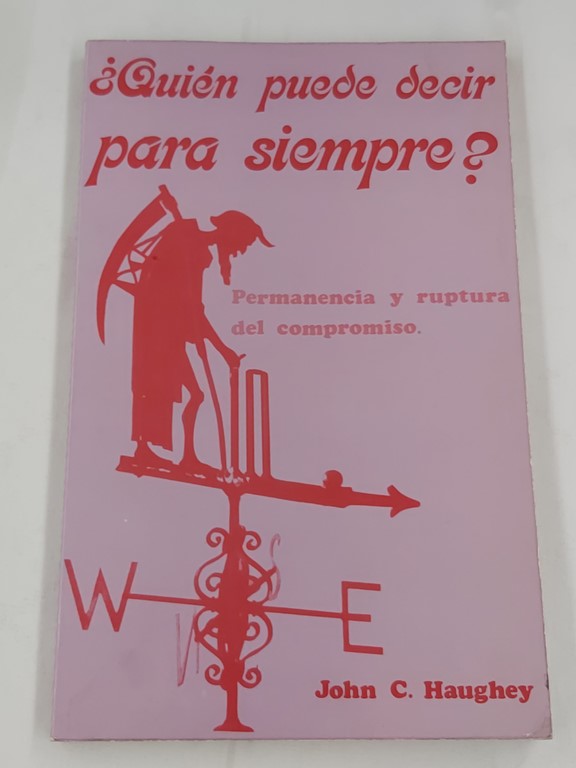 ¿Quién puede decir
para siempre?
Permanencia y ruptura
del compromiso.
S
W E
N
John C. Haughey